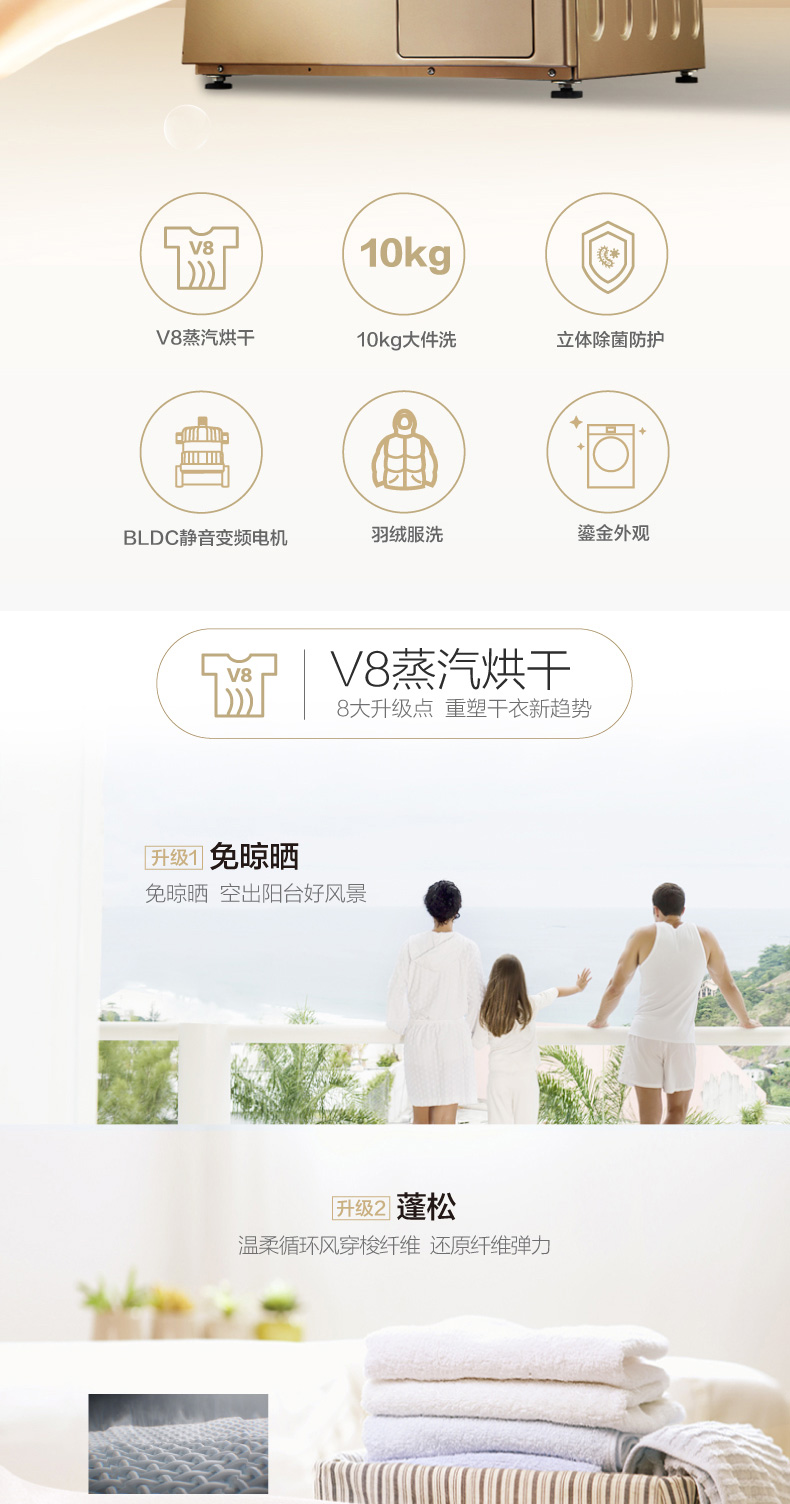 V8
10kg
V8蒸汽烘干
10kg大件洗
立体除菌防护
BLDC静音变频电机
羽绒服洗
鎏金外观
V8
V8蒸汽烘干
8大升级点 重塑干衣新趋势
升级1 免晾晒
免晾晒 空出阳台好风景
升级2 蓬松
温柔循环风穿梭纤维 还原纤维弹力